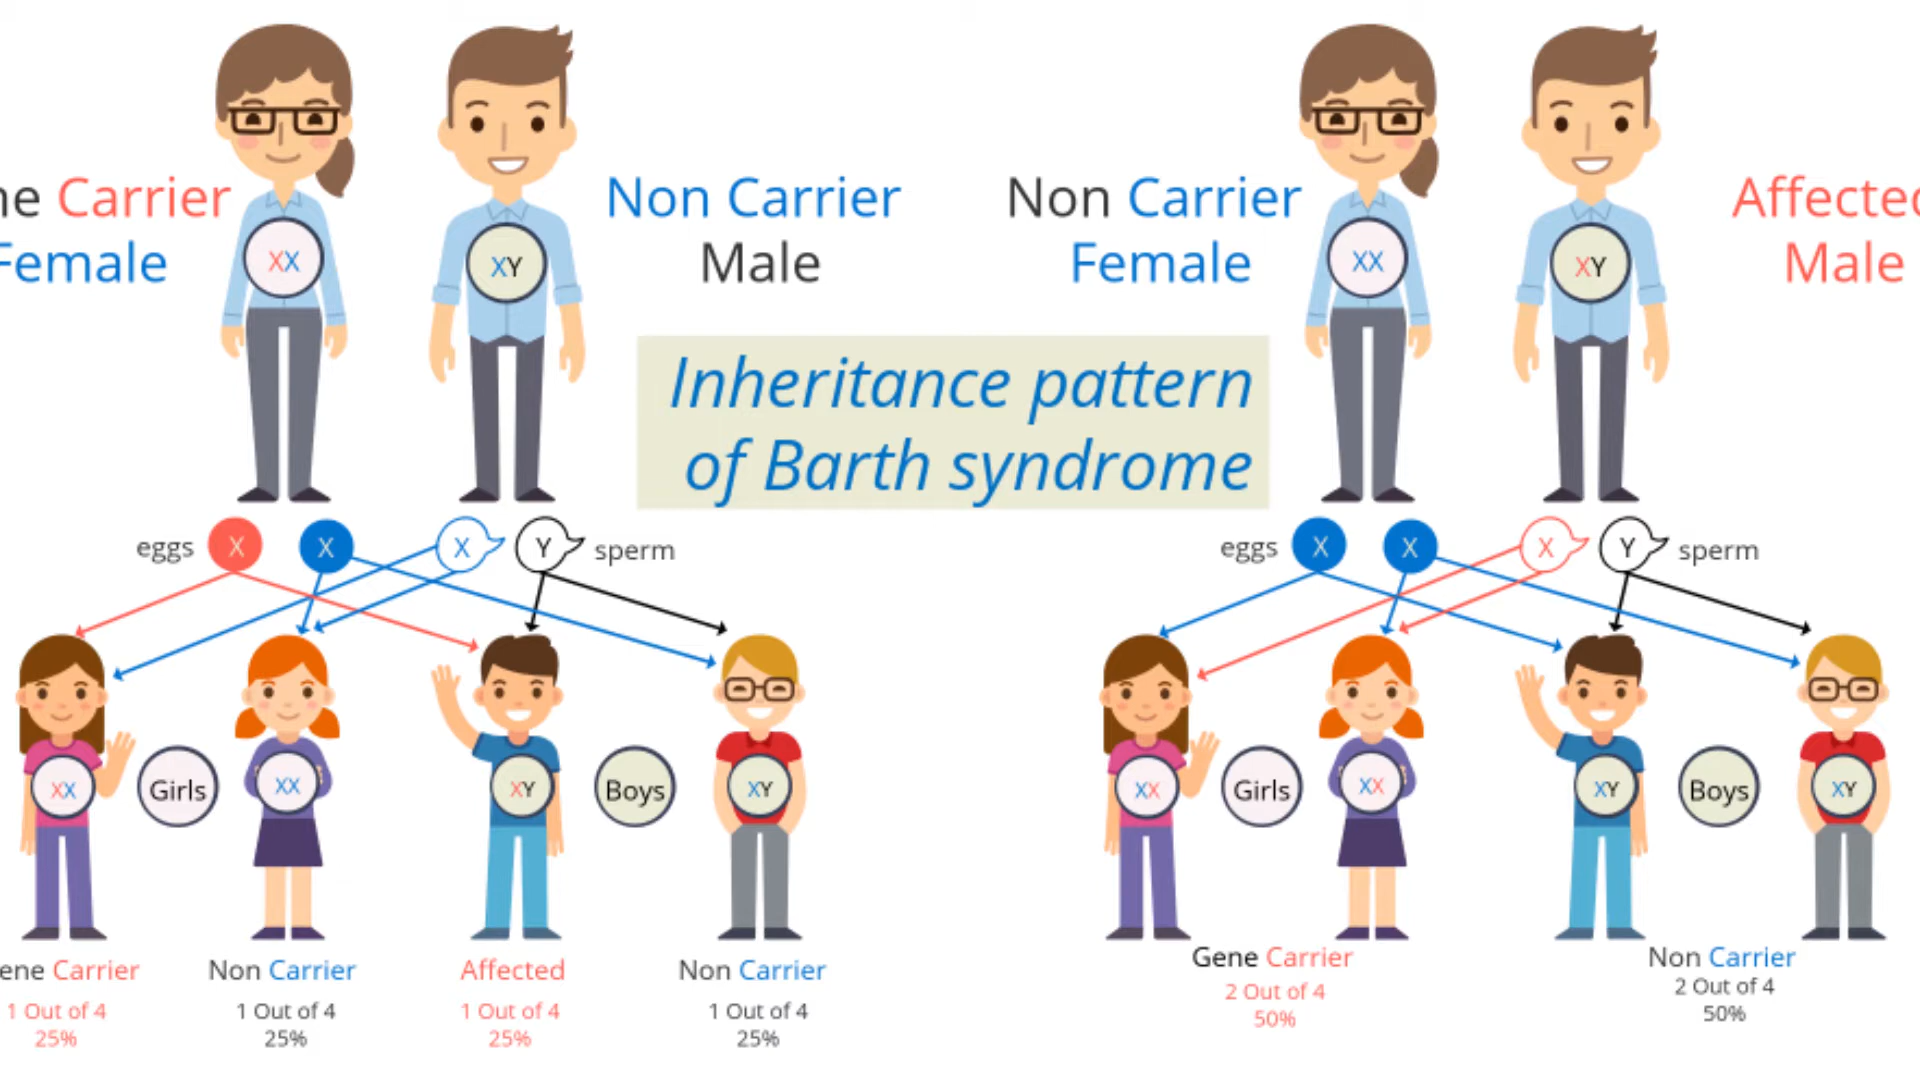 ne Carrier
Female
XX
XY
Non Carrier
Male
Non Carrier
Female
XX
XY
Affected
Male
Inheritance pattern
of Barth syndrome
eggs X X X Y sperm
eggs X X X Y sperm
XX Girls XX XY Boys XY
XX Girls XX XY Boys XY
ene Carrier
1 Out of 4
25%
Non Carrier
1 Out of 4
25%
Affected
1 Out of 4
25%
Non Carrier
1 Out of 4
25%
Gene Carrier
2 Out of 4
50%
Non Carrier
2 Out of 4
50%